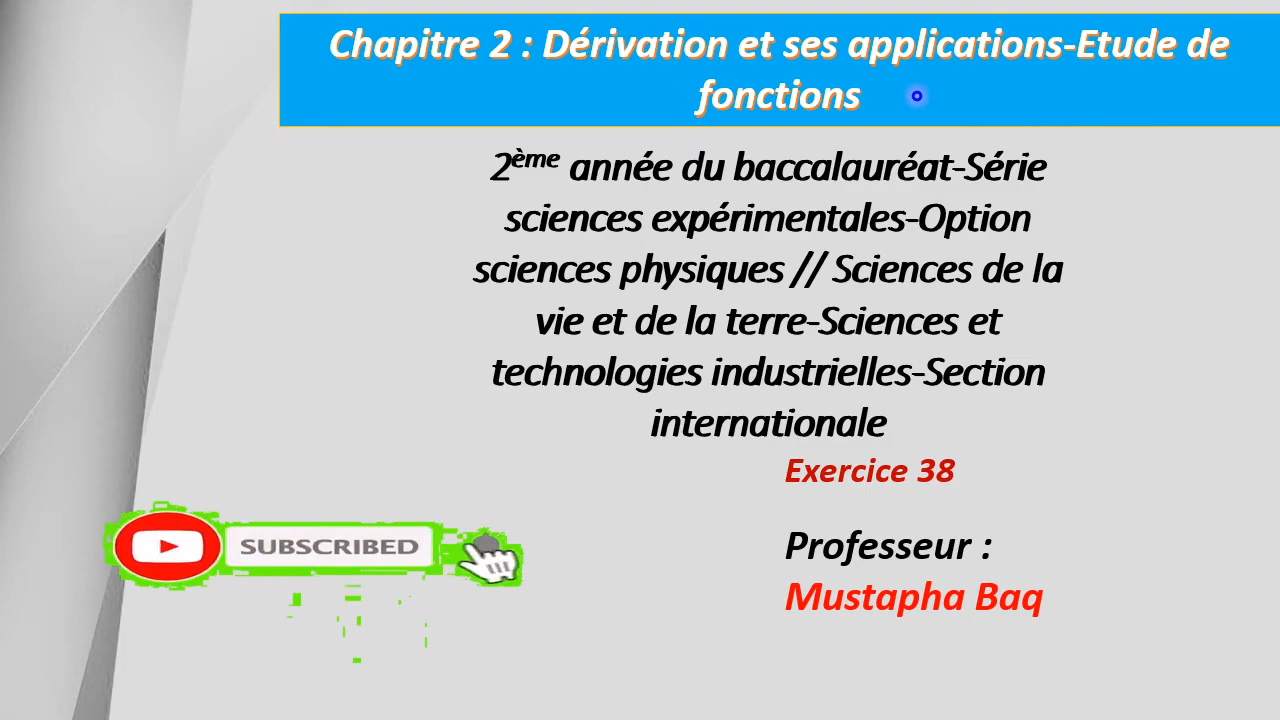 Chapitre 2 : Dérivation et ses applications-Etude de
fonctions
2ème année du baccalauréat-Série
sciences expérimentales-Option
sciences physiques // Sciences de la
vie et de la terre-Sciences et
technologies industrielles-Section
internationale
Exercice 38
SUBSCRIBED
Professeur :
Mustapha Baq